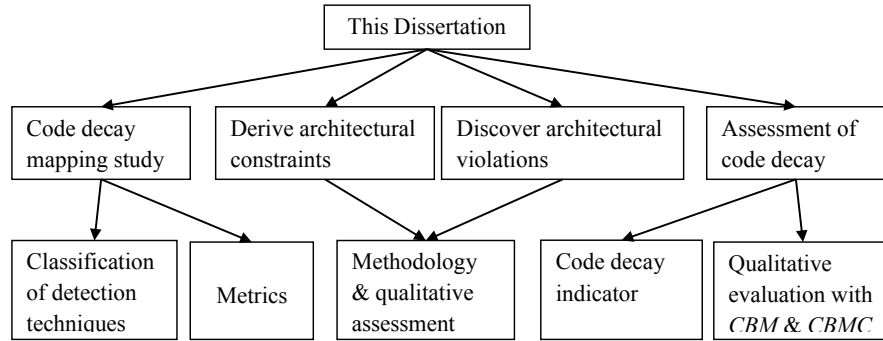 This Dissertation
Code decay
mapping study
Derive architectural
constraints
Discover architectural
violations
Assessment of
code decay
Classification
of detection
techniques
Metrics
Methodology
& qualitative
assessment
Code decay
indicator
Qualitative
evaluation with
CBM & CBMC